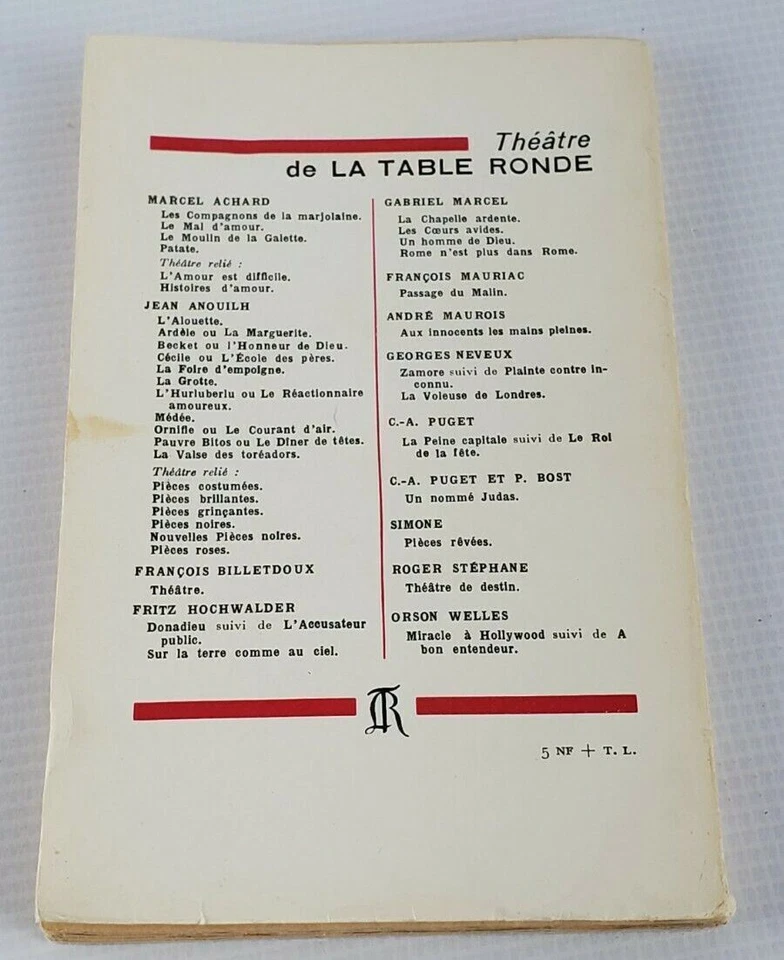 Théâtre
de LA TABLE RONDE
MARCEL ACHARD
Les Compagnons de la marjolaine.
Le Mal d'amour.
Le Moulin de la Galette.
Patate.
Théâtre relié :
L'Amour est difficile.
Histoires d'amour.
JEAN ANOUILH
L'Alouette.
Ardèle ou La Marguerite.
Becket ou l'Honneur de Dieu.
Cécile ou L'École des pères.
La Foire d'empoigne.
La Grotte.
L'Hurluberlu ou Le Réactionnaire
amoureux.
Médée.
Ornifle ou Le Courant d'air.
Pauvre Bitos ou Le Dîner de têtes.
La Valse des toréadors.
Théâtre relié :
Pièces costumées.
Pièces brillantes.
Pièces grinçantes.
Pièces noires.
Nouvelles Pièces noires.
Pièces roses.
FRANÇOIS BILLETDOUX
Théâtre.
FRITZ HOCHWALDER
Donadieu suivi de L'Accusateur
public.
Sur la terre comme au ciel.
GABRIEL MARCEL
La Chapelle ardente.
Les Cœurs avides.
Un homme de Dieu.
Rome n'est plus dans Rome.
FRANÇOIS MAURIAC
Passage du Malin.
ANDRÉ MAUROIS
Aux innocents les mains pleines.
GEORGES NEVEUX
Zamore suivi de Plainte contre in-
connu.
La Voleuse de Londres.
C.-A. PUGET
La Peine capitale suivi de Le Roi
de la fête.
C.-A. PUGET ET P. BOST
Un nommé Judas.
SIMONE
Pièces rêvées.
ROGER STÉPHANE
Théâtre de destin.
ORSON WELLES
Miracle à Hollywood suivi de A
bon entendeur.
TR
5 NF + T. L.